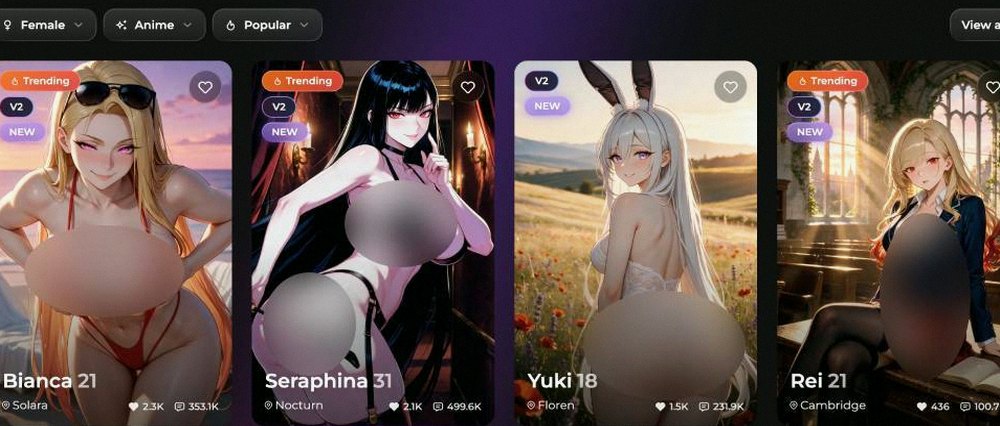 Female
Anime
Popular
View a
Trending
V2
NEW
Bianca 21
Solara
2.3K 353.1K
Trending
V2
NEW
Seraphina 31
Nocturn
2.1K 499.6K
V2
NEW
Yuki 18
Floren
1.5K 231.9K
Trending
V2
NEW
Rei 21
Cambridge
436 100.7